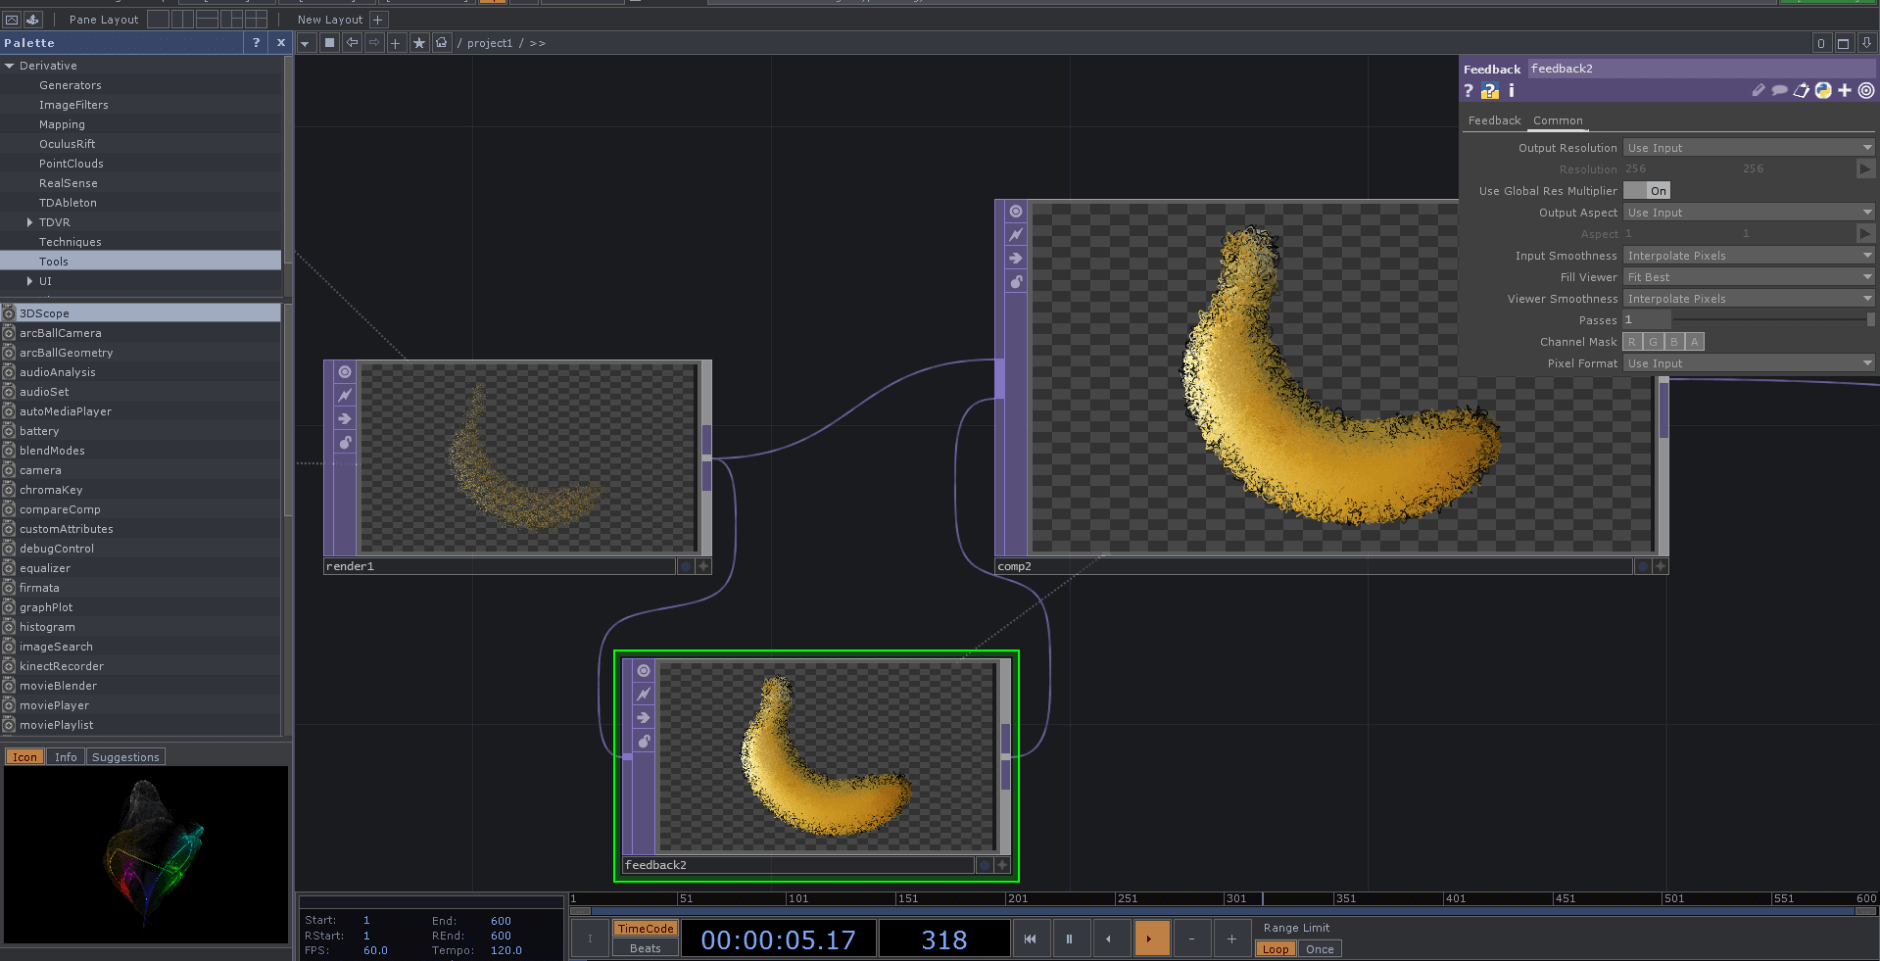 Pane Layout
New Layout +
Palette ? x
/ project1 / >>
0
Derivative
Generators
ImageFilters
Mapping
OculusRift
PointClouds
RealSense
TDAbleton
TDVR
Techniques
Tools
UI
3DScope
arcBallCamera
arcBallGeometry
audioAnalysis
audioSet
autoMediaPlayer
battery
blendModes
camera
chromaKey
compareComp
customAttributes
debugControl
equalizer
firmata
graphPlot
histogram
imageSearch
kinectRecorder
movieBlender
moviePlayer
moviePlaylist
Icon Info Suggestions
render1
comp2
feedback2
Feedback feedback2
? ? i
Feedback Common
Output Resolution Use Input
Resolution 256 256
Use Global Res Multiplier On
Output Aspect Use Input
Aspect 1 1
Input Smoothness Interpolate Pixels
Fill Viewer Fit Best
Viewer Smoothness Interpolate Pixels
Passes 1
Channel Mask R G B A
Pixel Format Use Input
1 51 101 151 201 251 301 351 401 451 501 551 600
Start: 1 End: 600
RStart: 1 REnd: 600
FPS: 60.0 Tempo: 120.0
I
TimeCode
Beats
00:00:05.17
318
- +
Range Limit
Loop Once